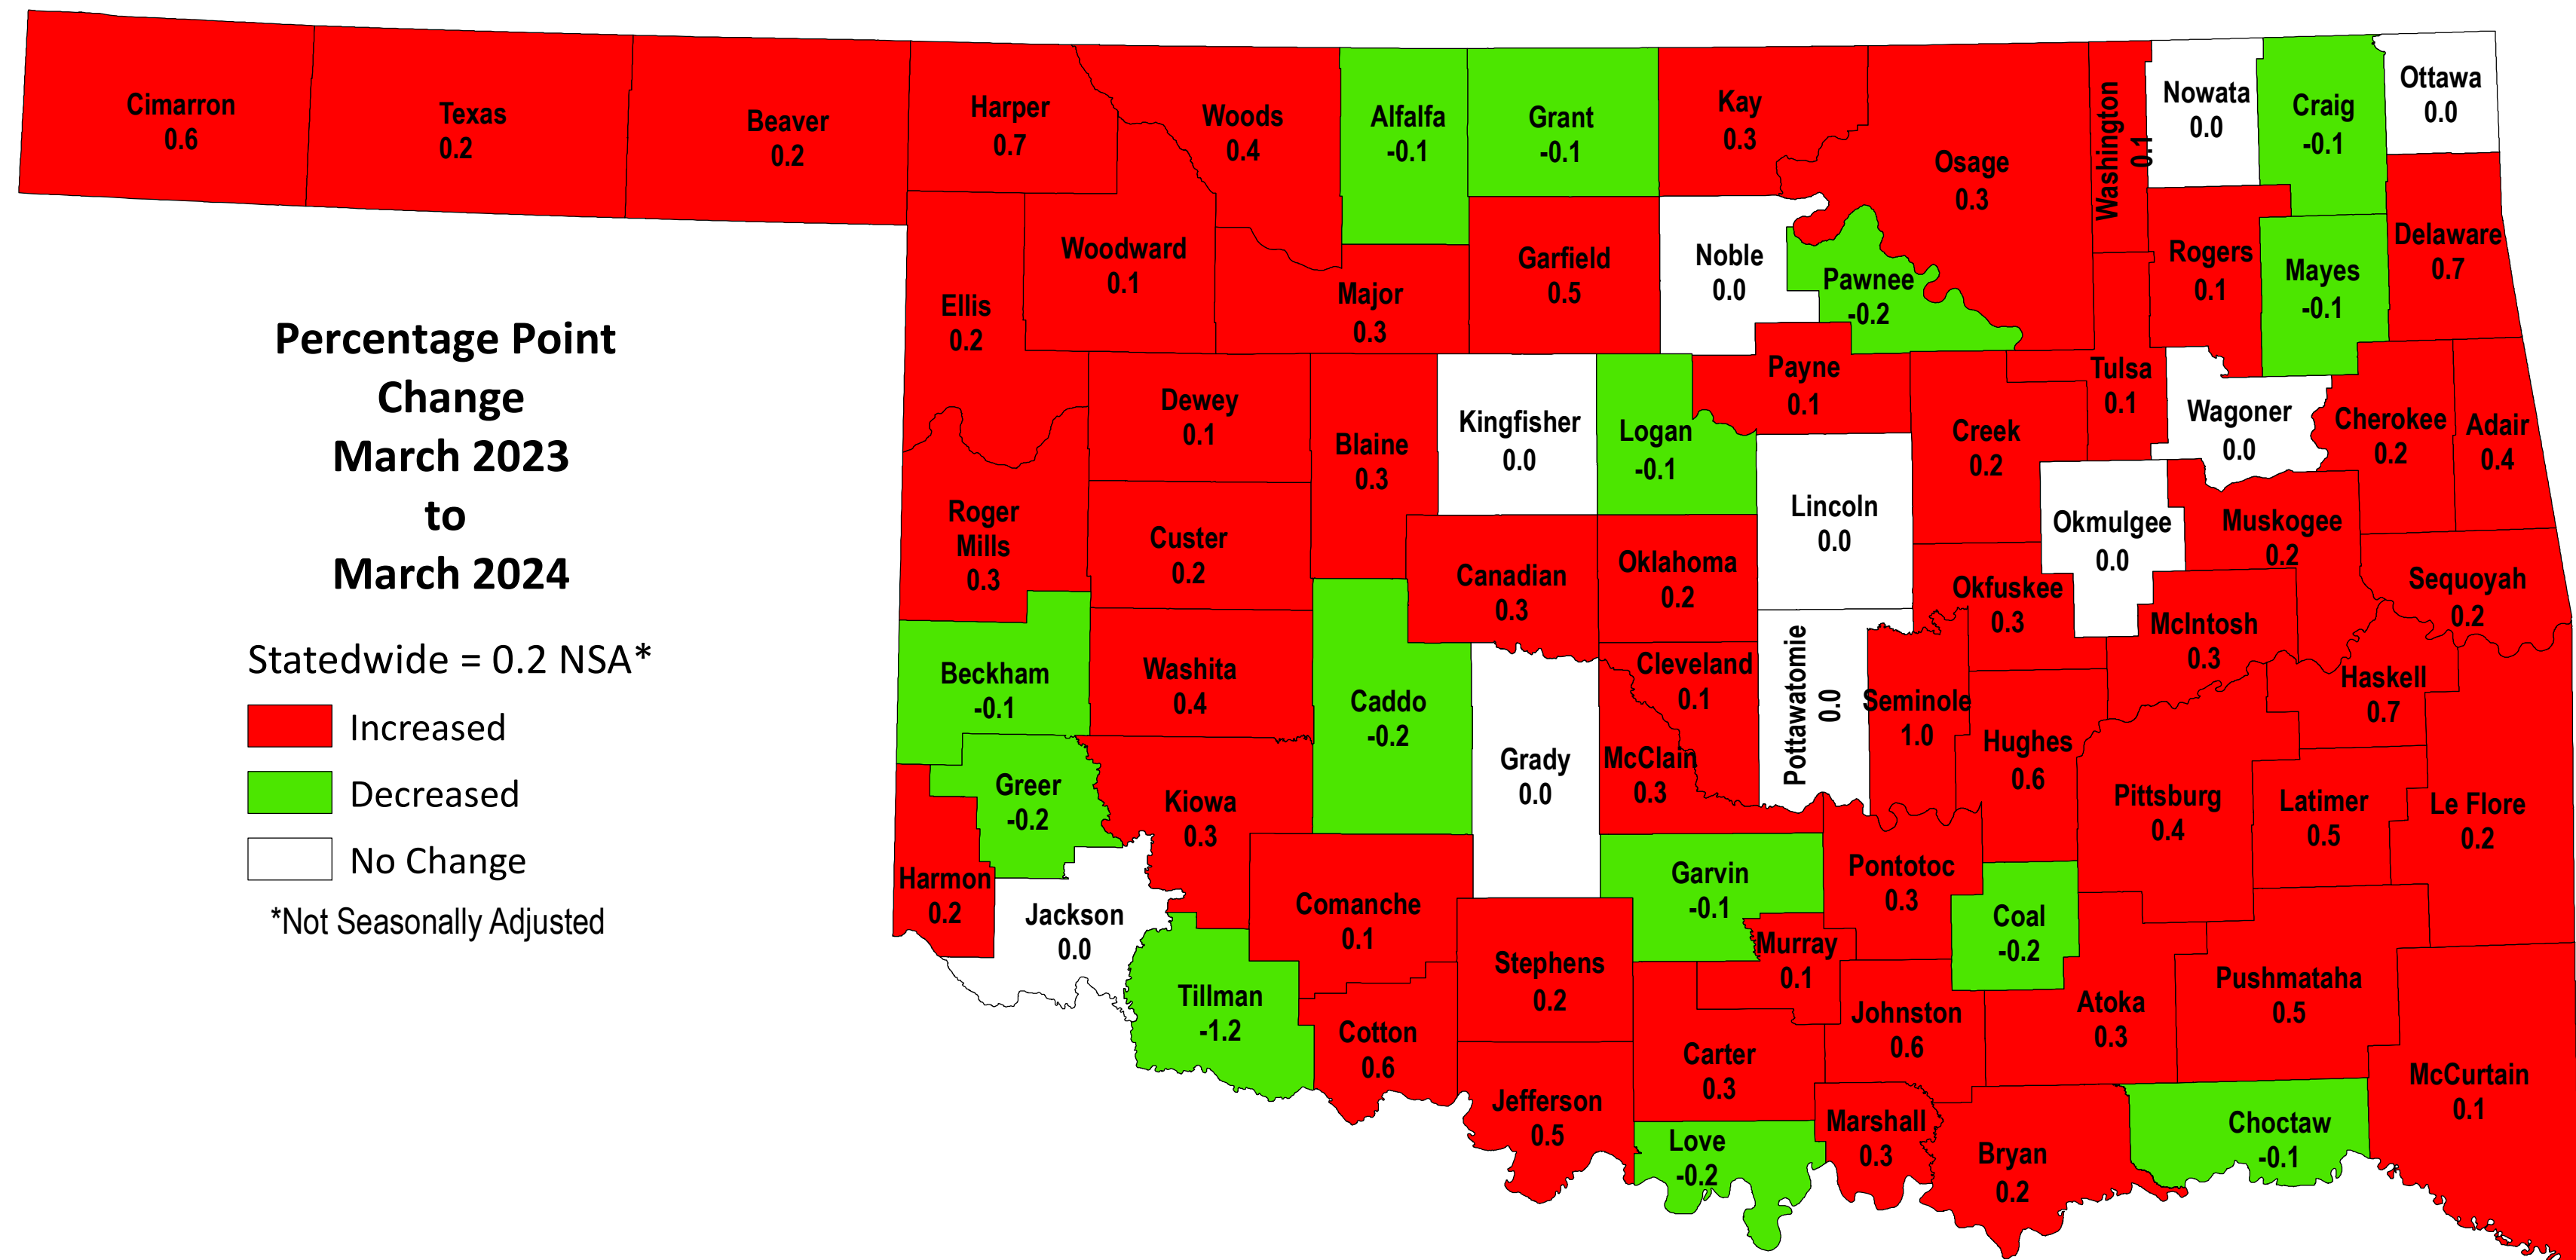 Cimarron
0.6
Texas
0.2
Beaver
0.2
Harper
0.7
Woods
0.4
Alfalfa
-0.1
Grant
-0.1
Kay
0.3
Osage
0.3
Washington
0.1
Nowata
0.0
Craig
-0.1
Ottawa
0.0
Ellis
0.2
Woodward
0.1
Major
0.3
Garfield
0.5
Noble
0.0
Pawnee
-0.2
Rogers
0.1
Mayes
-0.1
Delaware
0.7
Percentage Point
Change
March 2023
to
March 2024
Statedwide = 0.2 NSA*
Increased
Decreased
No Change
*Not Seasonally Adjusted
Dewey
0.1
Blaine
0.3
Kingfisher
0.0
Logan
-0.1
Payne
0.1
Creek
0.2
Tulsa
0.1
Wagoner
0.0
Cherokee
0.2
Adair
0.4
Roger
Mills
0.3
Custer
0.2
Canadian
0.3
Oklahoma
0.2
Lincoln
0.0
Okfuskee
0.3
Okmulgee
0.0
Muskogee
0.2
McIntosh
0.3
Sequoyah
0.2
Beckham
-0.1
Washita
0.4
Caddo
-0.2
Grady
0.0
Cleveland
0.1
McClain
0.3
Pottawatomie
0.0
Seminole
1.0
Hughes
0.6
Haskell
0.7
Pittsburg
0.4
Latimer
0.5
Le Flore
0.2
Greer
-0.2
Kiowa
0.3
Harmon
0.2
Jackson
0.0
Comanche
0.1
Garvin
-0.1
Pontotoc
0.3
Coal
-0.2
Tillman
-1.2
Cotton
0.6
Stephens
0.2
Murray
0.1
Johnston
0.6
Atoka
0.3
Pushmataha
0.5
Jefferson
0.5
Carter
0.3
Love
-0.2
Marshall
0.3
Bryan
0.2
Choctaw
-0.1
McCurtain
0.1